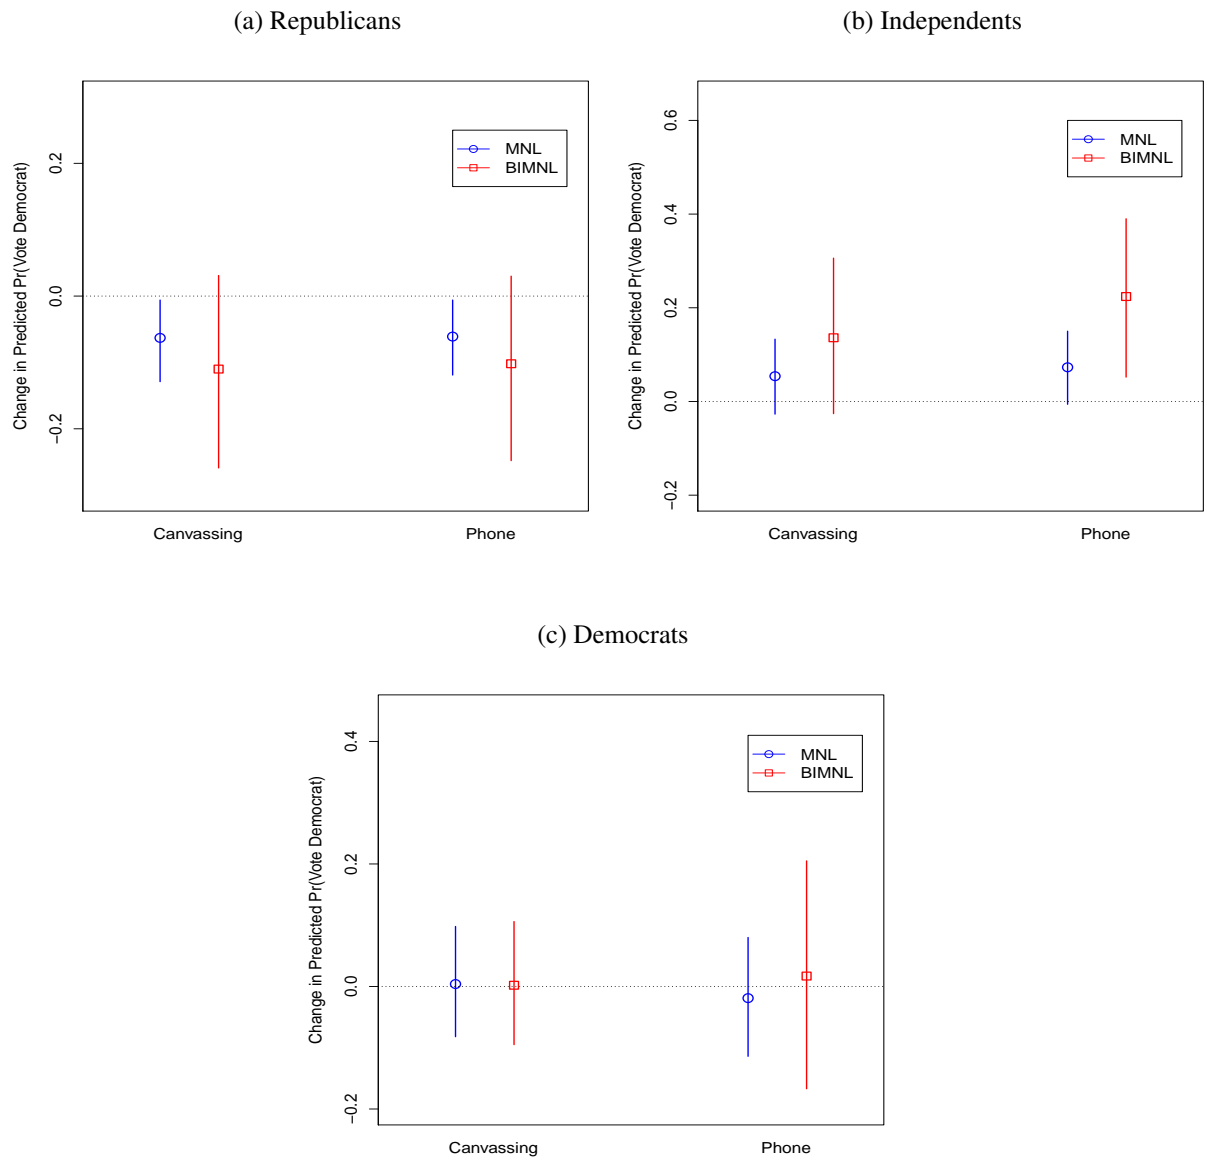 (a) Republicans
Change in Predicted Pr(Vote Democrat)
0.2
0.0
−0.2
MNL
BIMNL
Canvassing
Phone
(b) Independents
Change in Predicted Pr(Vote Democrat)
0.6
0.4
0.2
0.0
−0.2
MNL
BIMNL
Canvassing
Phone
(c) Democrats
Change in Predicted Pr(Vote Democrat)
0.4
0.2
0.0
−0.2
MNL
BIMNL
Canvassing
Phone